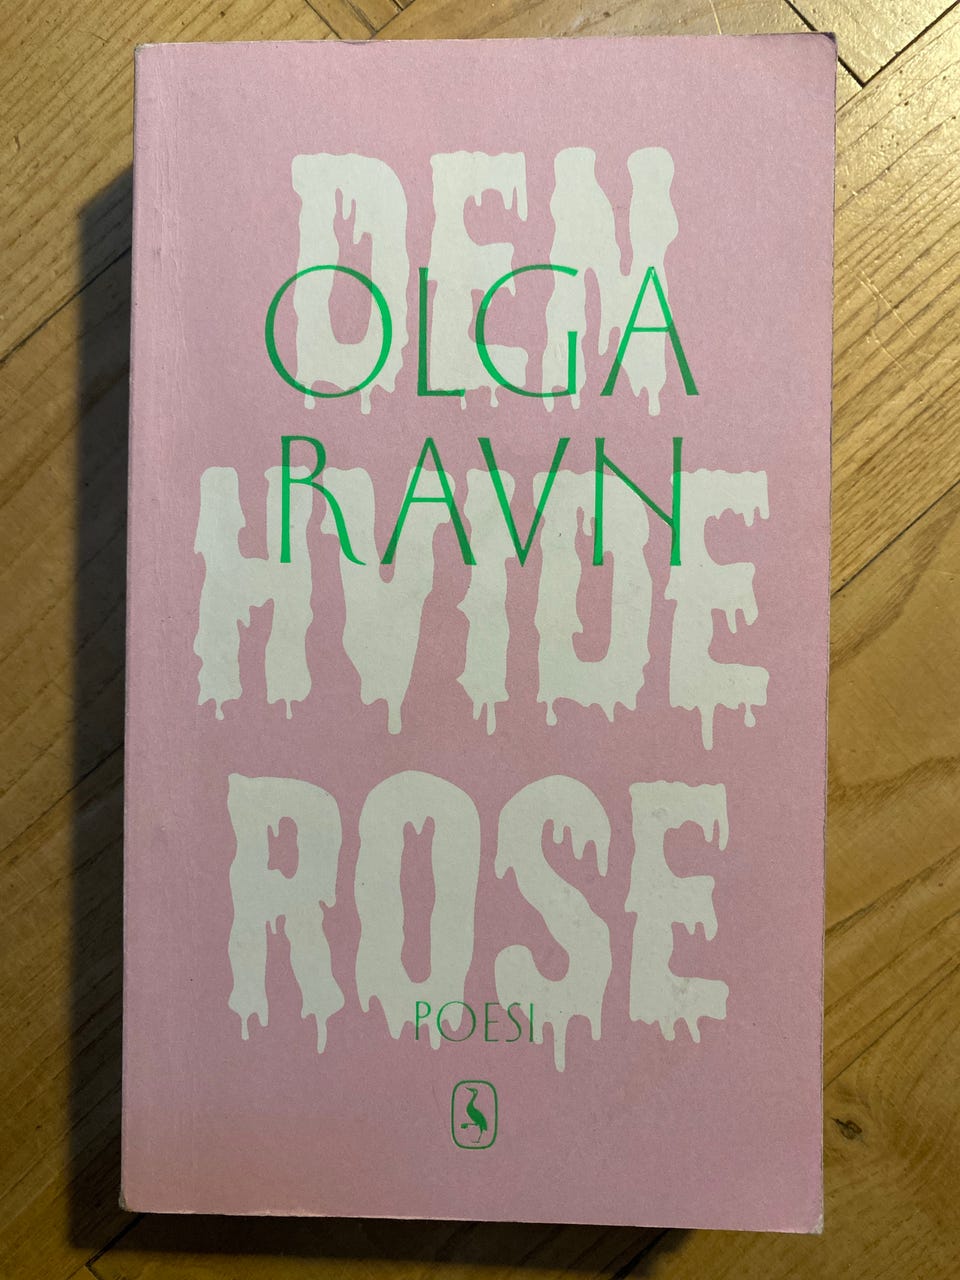 DEN
OLGA
RAVN
HVIDE
ROSE
POESI